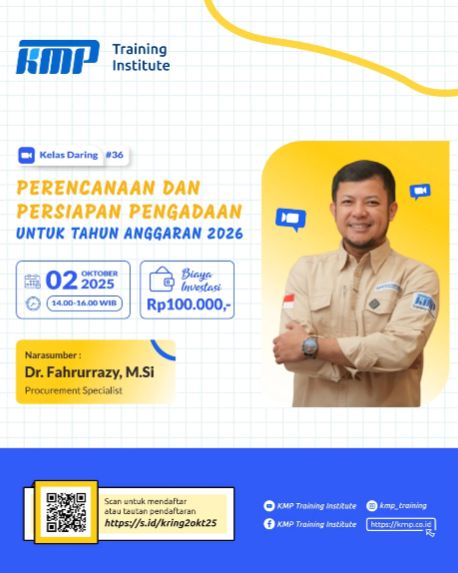 KMP Training
Institute
Kelas Daring #36
PERENCANAAN DAN
PERSIAPAN PENGADAAN
UNTUK TAHUN ANGGARAN 2026
02 OKTOBER
2025
14.00-16.00 WIB
Biaya
Investasi
Rp100.000,-
Narasumber :
Dr. Fahrurrazy, M.Si
Procurement Specialist
KMP
Scan untuk mendaftar
atau tautan pendaftaran
https://s.id/kring2okt25
KMP Training Institute
kmp_training
KMP Training Institute
https://kmp.co.id